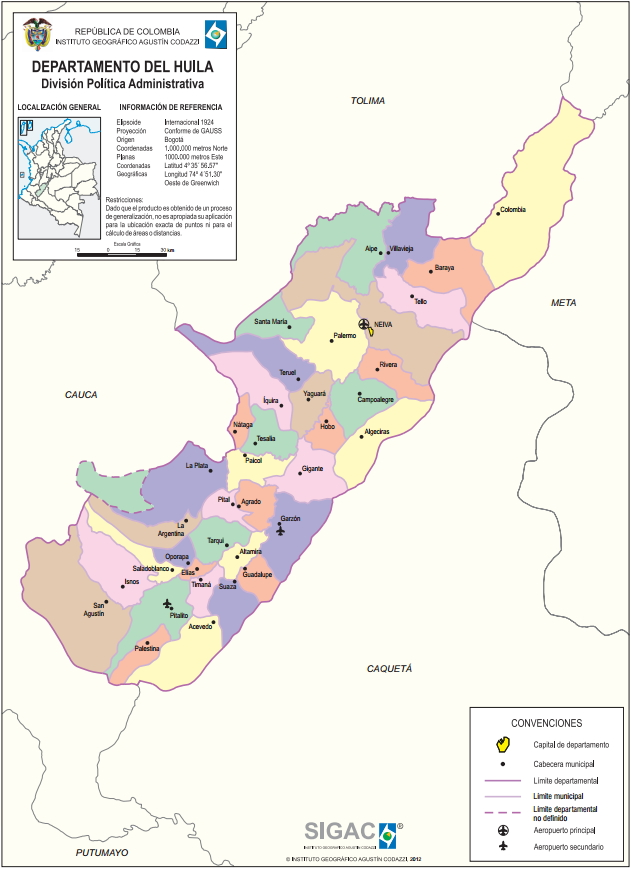 REPÚBLICA DE COLOMBIA
INSTITUTO GEOGRÁFICO AGUSTÍN CODAZZI
DEPARTAMENTO DEL HUILA
División Política Administrativa
LOCALIZACIÓN GENERAL
INFORMACIÓN DE REFERENCIA
Elipsoide Internacional 1924
Proyección Conforme de GAUSS
Origen Bogotá
Coordenadas 1.000.000 metros Norte
Planas 1000.000 metros Este
Coordenadas Latitud 4º 35´ 56.57"
Geográficas Longitud 74º 4´51.30"
Oeste de Greenwich
Restricciones:
Dado que el producto es obtenido de un proceso
de generalización, no es apropiada su aplicación
para la ubicación exacta de puntos ni para el
cálculo de áreas o distancias.
Escala Gráfica
15 0 15 30 km
TOLIMA
Colombia
Aipe
Villavieja
Baraya
META
Tello
Santa María
NEIVA
Palermo
Rivera
Teruel
CAUCA
Yaguará
Campoalegre
Íquira
Nátaga
Hobo
Algeciras
Tesalia
Paicol
La Plata
Gigante
Pital
Agrado
Garzón
La
Argentina
Tarqui
Altamira
Oporapa
Saladoblanco
Elías
Guadalupe
Isnos
Timaná
Suaza
San
Agustín
Pitalito
Acevedo
Palestina
CAQUETÁ
PUTUMAYO
CONVENCIONES
Capital de departamento
Cabecera municipal
Límite departamental
Límite municipal
Límite departamental
no definido
Aeropuerto principal
Aeropuerto secundario
SIGAC®
INSTITUTO GEOGRÁFICO AGUSTÍN CODAZZI
© INSTITUTO GEOGRÁFICO AGUSTÍN CODAZZI, 2012